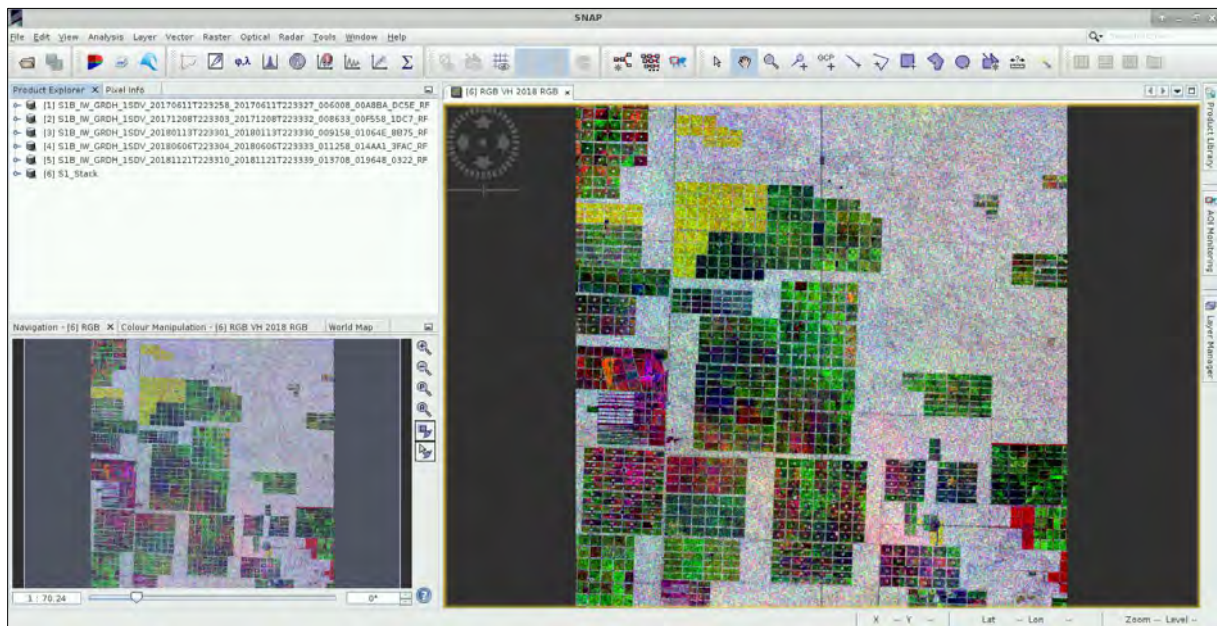 SNAP
File Edit View Analysis Layer Vector Raster Optical Radar Tools Window Help
GCP
Product Explorer X Pixel Info
[6] RGB VH 2018 RGB x
[1] S1B_IW_GRDH_1SDV_20170611T223258_20170611T223327_006008_00A8BA_DC5E_RF
[2] S1B_IW_GRDH_1SDV_20171208T223303_20171208T223332_008633_00F558_1DC7_RF
[3] S1B_IW_GRDH_1SDV_20180113T223301_20180113T223330_009158_01064E_BB75_RF
[4] S1B_IW_GRDH_1SDV_20180606T223304_20180606T223333_011258_014AA1_3FAC_RF
[5] S1B_IW_GRDH_1SDV_20181121T223310_20181121T223339_013708_019648_0322_RF
[6] S1_Stack
Product Library
AOI Monitoring
Layer Manager
Navigation - [6] RGB X Colour Manipulation - [6] RGB VH 2018 RGB World Map
1 : 70.24
0°
X -- Y -- Lat -- Lon -- Zoom -- Level --